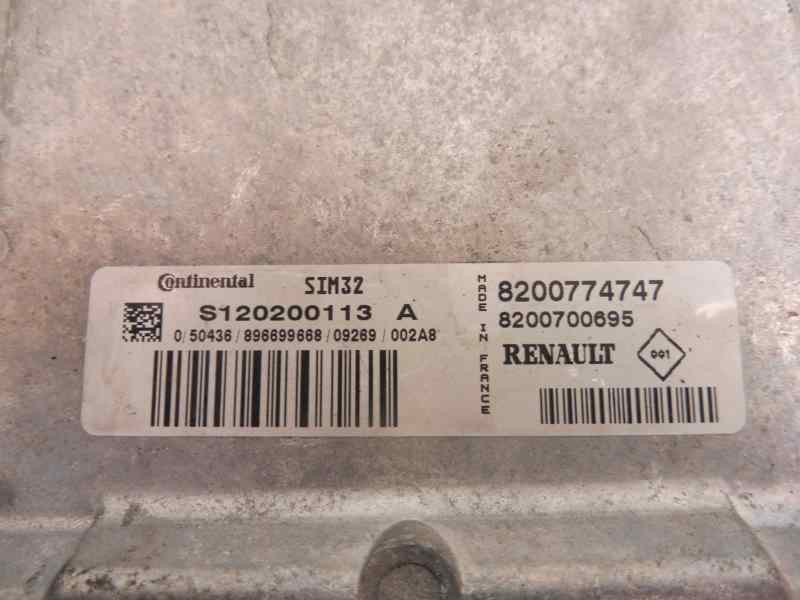 Continental SIM32
S120200113 A
0/50436/896699668/09269/002A8
MADE IN FRANCE
8200774747
8200700695
RENAULT 001